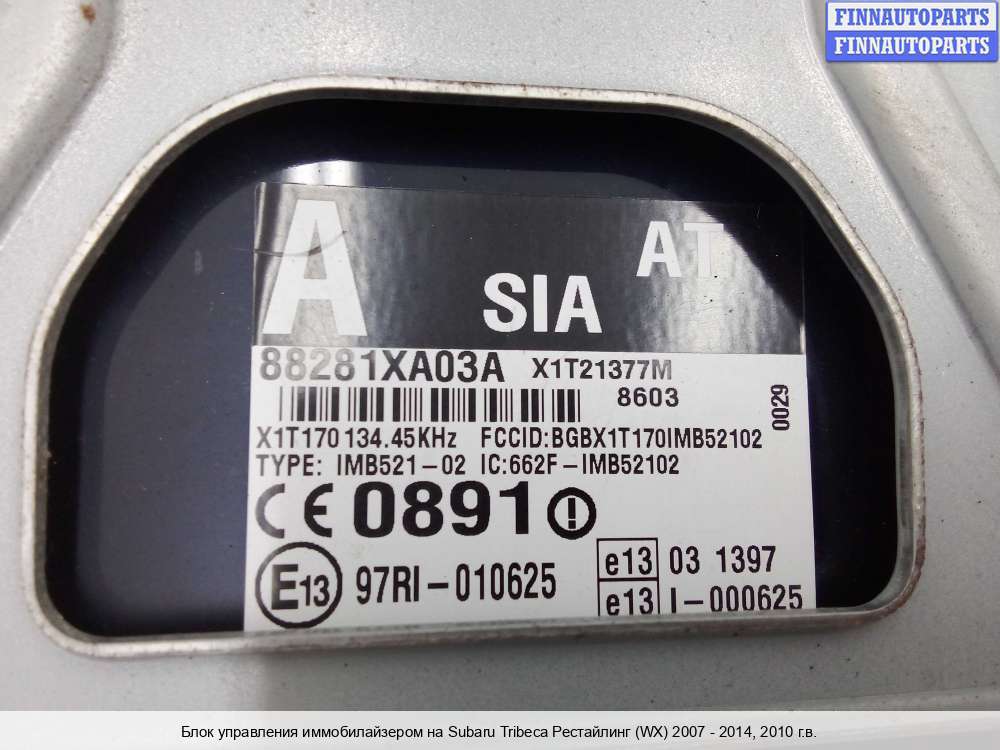 FINNAUTOPARTS
FINNAUTOPARTS
A
AT
SIA
88281XA03A X1T21377M
8603
0029
X1T170 134.45KHz FCCID:BGBX1T170IMB52102
TYPE: IMB521-02 IC:662F-IMB52102
CE 0891
E13 97RI-010625
e13 03 1397
e13 I-000625
Блок управления иммобилайзером на Subaru Tribeca Рестайлинг (WX) 2007 - 2014, 2010 г.в.